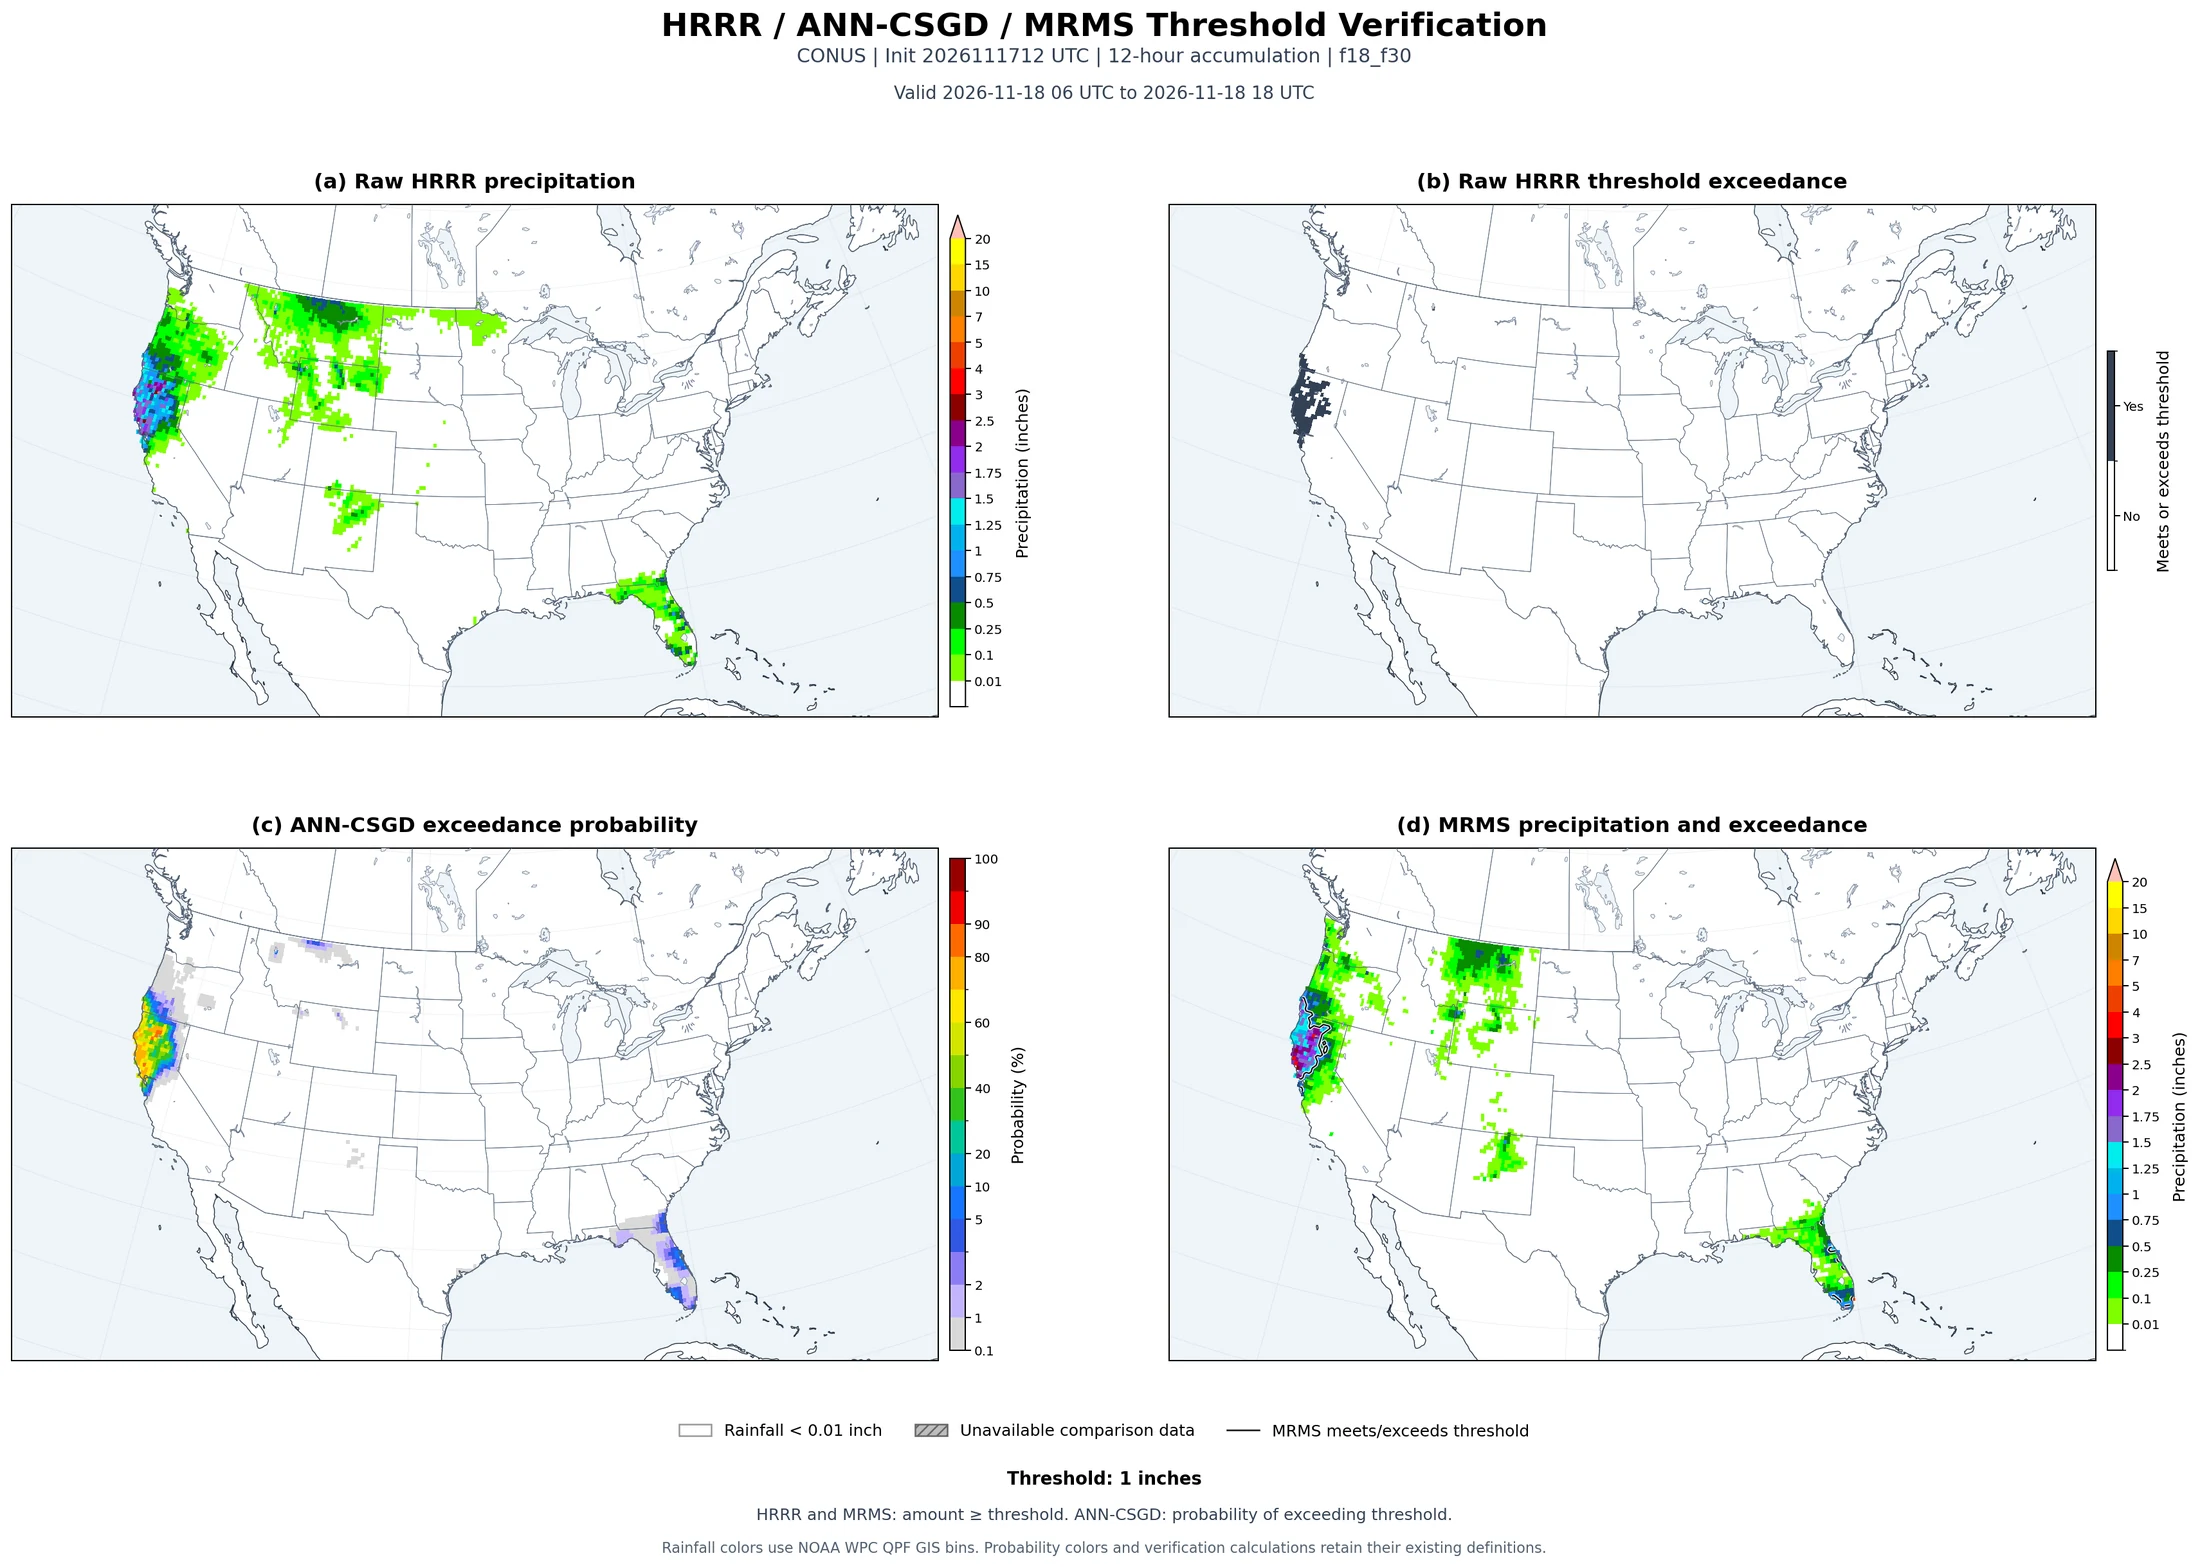 HRRR / ANN-CSGD / MRMS Threshold Verification
CONUS | Init 2026111712 UTC | 12-hour accumulation | f18_f30
Valid 2026-11-18 06 UTC to 2026-11-18 18 UTC
(a) Raw HRRR precipitation
20
15
10
7
5
4
3
2.5
2
1.75
1.5
1.25
1
0.75
0.5
0.25
0.1
0.01
Precipitation (inches)
(b) Raw HRRR threshold exceedance
Yes
No
Meets or exceeds threshold
(c) ANN-CSGD exceedance probability
100
90
80
60
40
20
10
5
2
1
0.1
Probability (%)
(d) MRMS precipitation and exceedance
20
15
10
7
5
4
3
2.5
2
1.75
1.5
1.25
1
0.75
0.5
0.25
0.1
0.01
Precipitation (inches)
Rainfall < 0.01 inch
Unavailable comparison data
MRMS meets/exceeds threshold
Threshold: 1 inches
HRRR and MRMS: amount ≥ threshold. ANN-CSGD: probability of exceeding threshold.
Rainfall colors use NOAA WPC QPF GIS bins. Probability colors and verification calculations retain their existing definitions.